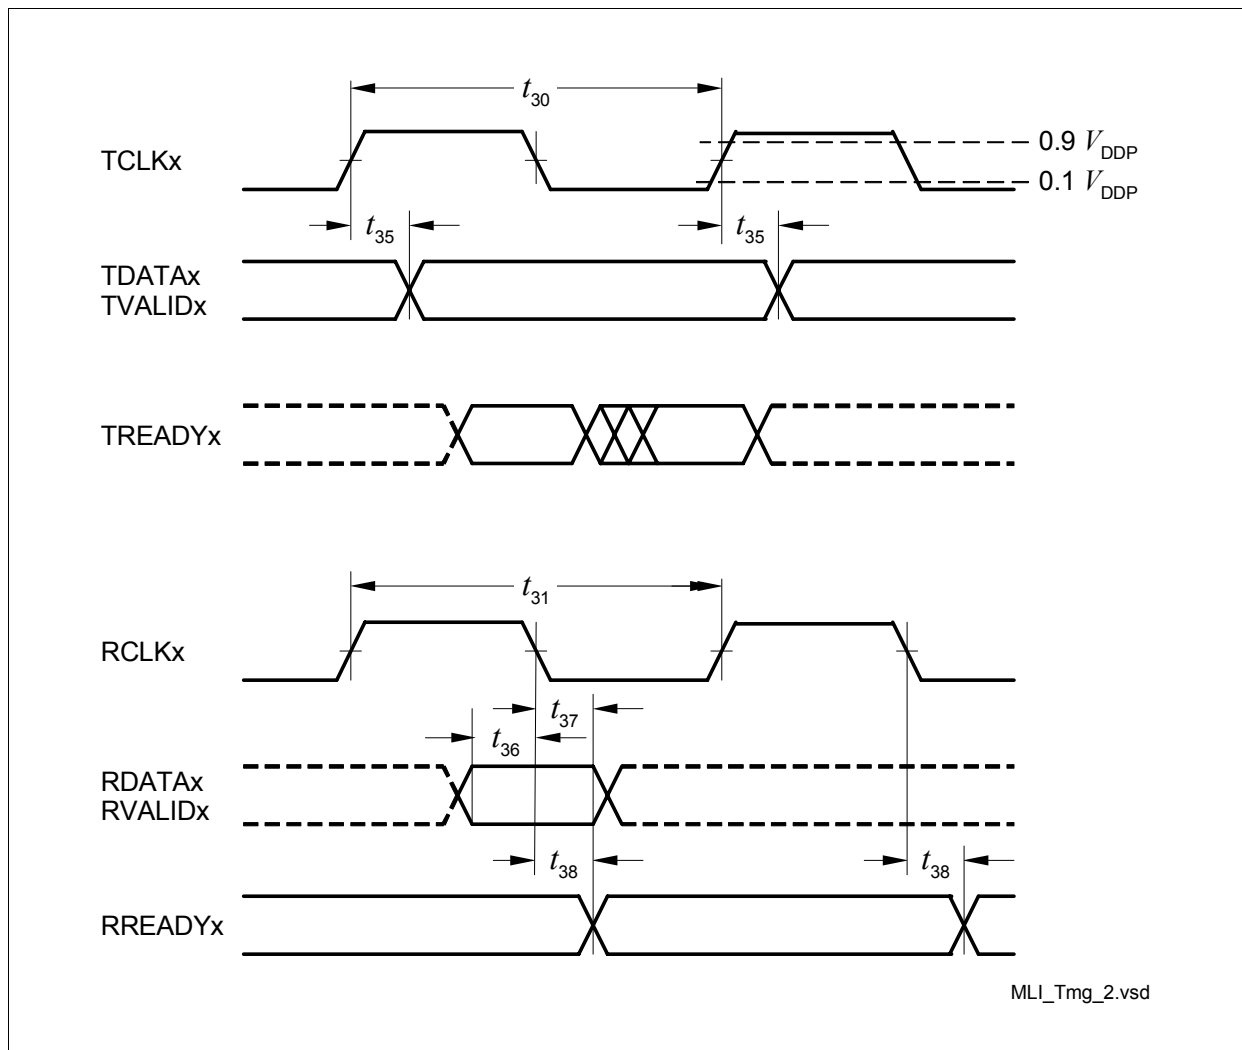 t30
TCLKx
0.9 VDDP
0.1 VDDP
t35
t35
TDATAx
TVALIDx
TREADYx
t31
RCLKx
t37
t36
RDATAx
RVALIDx
t38
t38
RREADYx
MLI_Tmg_2.vsd